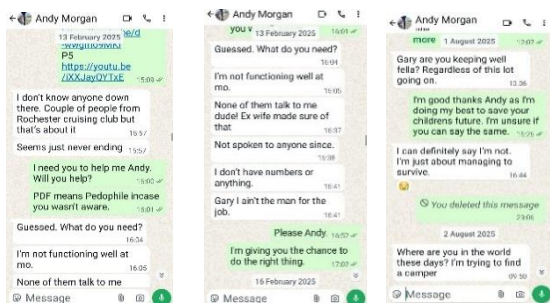 Andy Morgan
13 February 2025
P5
https://youtu.be
/iXXJayQYTxE
15:09
I don't know anyone down
there. Couple of people from
Rochester cruising club but
that's about it
15:57
Seems just never ending
15:57
I need you to help me Andy.
Will you help?
16:00
PDF means Pedophile incase
you wasn't aware.
16:01
Guessed. What do you need?
16:04
I'm not functioning well at
mo.
16:05
None of them talk to me
Message
Andy Morgan
you
13 February 2025
16:01
Guessed. What do you need?
16:04
I'm not functioning well at
mo.
16:05
None of them talk to me
dude! Ex wife made sure of
that
16:37
Not spoken to anyone since.
16:38
I don't have numbers or
anything.
16:41
Gary I ain't the man for the
job.
16:41
Please Andy.
16:57
I'm giving you the chance to
do the right thing.
17:02
16 February 2025
Message
Andy Morgan
more
1 August 2025
12:07
Gary are you keeping well
fella? Regardless of this lot
going on.
13:36
I'm good thanks Andy as I'm
doing my best to save your
childrens future. I'm unsure if
you can say the same.
15:25
I can definitely say I'm not.
I'm just about managing to
survive.
16:44
You deleted this message
23:06
2 August 2025
Where are you in the world
these days? I'm trying to find
a camper
09:50
Message